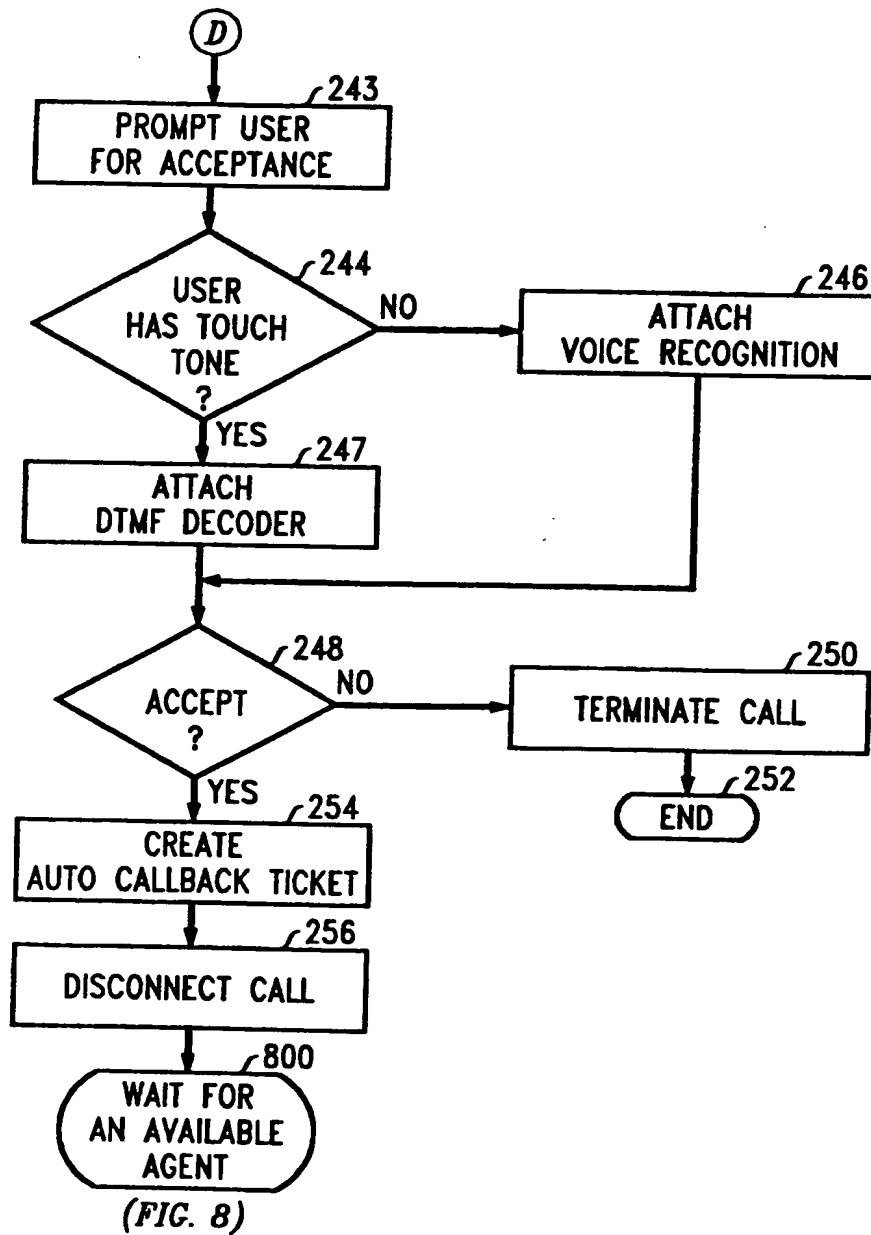 D
243
PROMPT USER
FOR ACCEPTANCE
244
USER
HAS TOUCH
TONE
?
NO
246
ATTACH
VOICE RECOGNITION
YES
247
ATTACH
DTMF DECODER
248
ACCEPT
?
NO
250
TERMINATE CALL
252
END
YES
254
CREATE
AUTO CALLBACK TICKET
256
DISCONNECT CALL
800
WAIT FOR
AN AVAILABLE
AGENT
(FIG. 8)